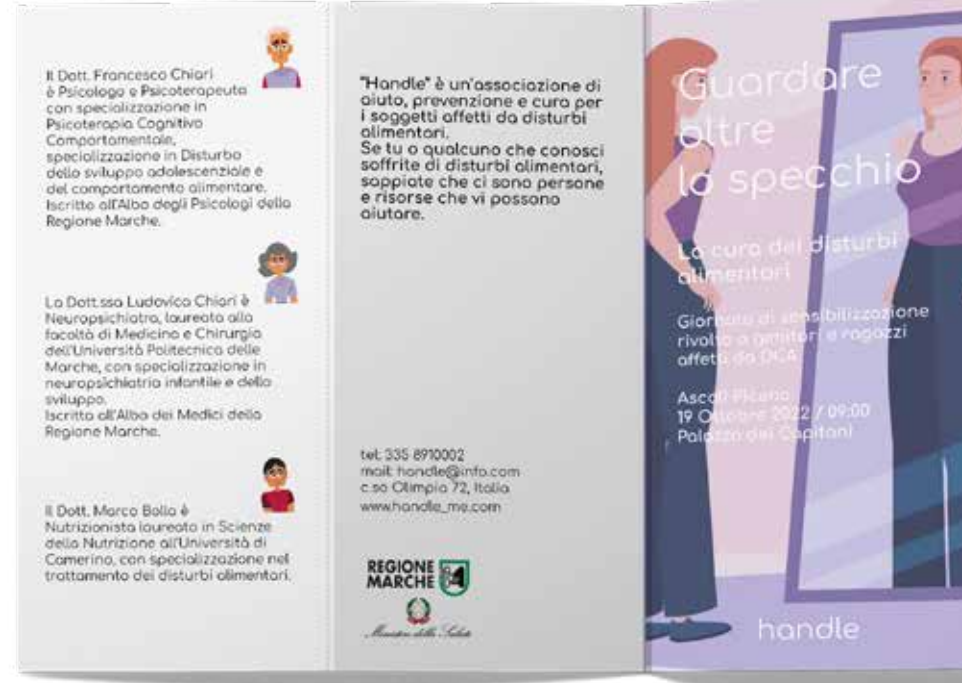 Il Dott. Francesco Chiari
è Psicologo e Psicoterapeuta
con specializzazione in
Psicoterapia Cognitivo
Comportamentale,
specializzazione in Disturbo
dello sviluppo adolescenziale e
del comportamento alimentare.
Iscritto all'Albo degli Psicologi della
Regione Marche.
La Dott.ssa Ludovica Chiari è
Neuropsichiatra, laureata alla
facoltà di Medicina e Chirurgia
dell'Università Politecnica delle
Marche, con specializzazione in
neuropsichiatria infantile e dello
sviluppo.
Iscritta all'Albo dei Medici della
Regione Marche.
Il Dott. Marco Bolla è
Nutrizionista laureato in Scienze
della Nutrizione all'Università di
Camerino, con specializzazione nel
trattamento dei disturbi alimentari.
"Handle" è un'associazione di
aiuto, prevenzione e cura per
i soggetti affetti da disturbi
alimentari.
Se tu o qualcuno che conosci
soffrite di disturbi alimentari,
sappiate che ci sono persone
e risorse che vi possono
aiutare.
tel: 335 8910002
mail: handle@info.com
c.so Olimpia 72, Italia
www.handle_me.com
REGIONE
MARCHE
Ministero della Salute
Guardare
oltre
lo specchio
La cura dei disturbi
alimentari
Giornata di sensibilizzazione
rivolta a genitori e ragazzi
affetti da DCA
Ascoli Piceno
19 Ottobre 2022 / 09:00
Palazzo dei Capitani
handle